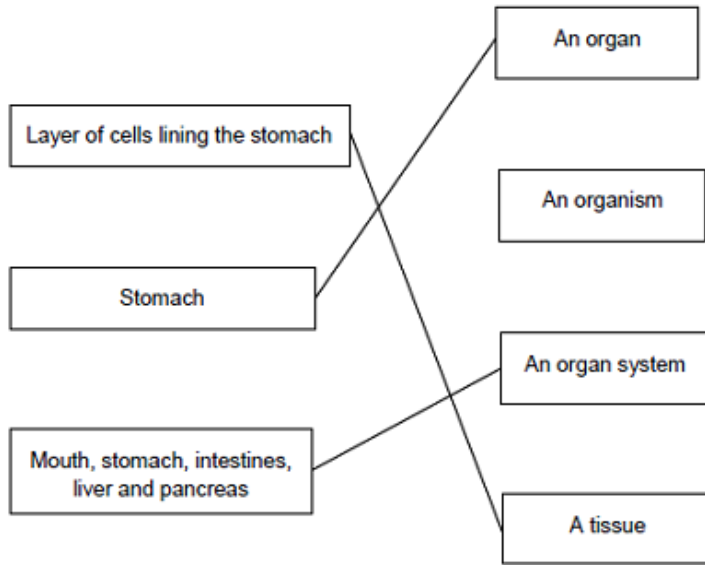 An organ
Layer of cells lining the stomach
An organism
Stomach
An organ system
Mouth, stomach, intestines,
liver and pancreas
A tissue